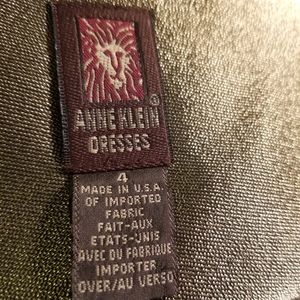 ANNE KLEIN®
DRESSES
4
MADE IN U.S.A.
OF IMPORTED
FABRIC
FAIT-AUX
ETATS-UNIS
AVEC DU FABRIQUE
IMPORTER
OVER/AU VERSO